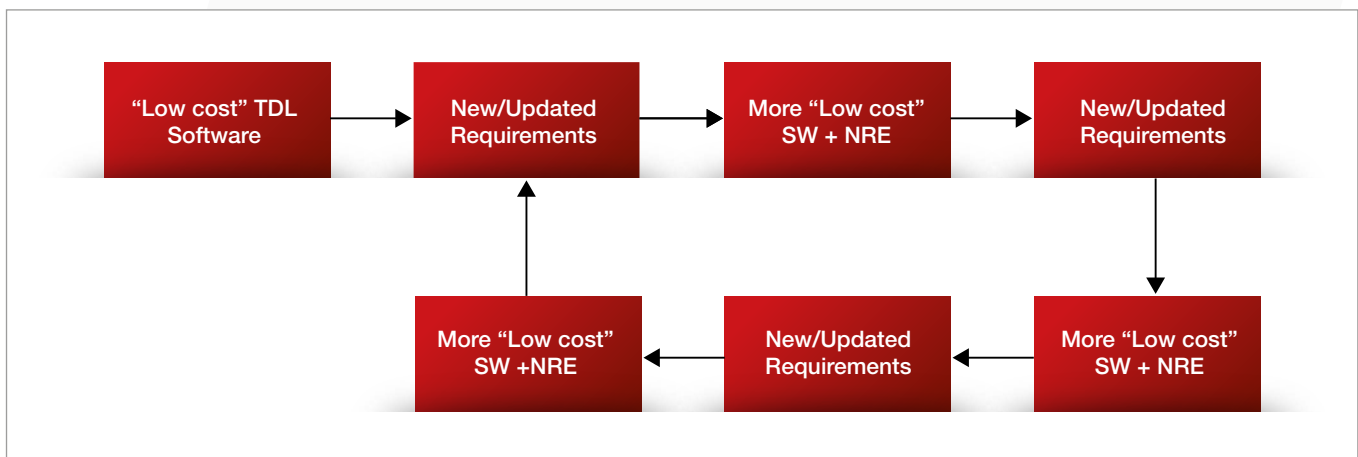 “Low cost” TDL
Software
New/Updated
Requirements
More “Low cost”
SW + NRE
New/Updated
Requirements
More “Low cost”
SW + NRE
New/Updated
Requirements
More “Low cost”
SW +NRE